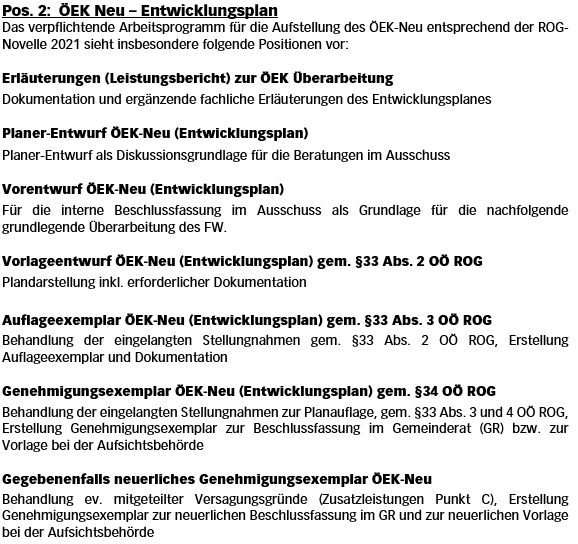 Pos. 2:  ÖEK Neu – Entwicklungsplan
Das verpflichtende Arbeitsprogramm für die Aufstellung des ÖEK-Neu entsprechend der ROG-
Novelle 2021 sieht insbesondere folgende Positionen vor:
Erläuterungen (Leistungsbericht) zur ÖEK Überarbeitung
Dokumentation und ergänzende fachliche Erläuterungen des Entwicklungsplanes
Planer-Entwurf ÖEK-Neu (Entwicklungsplan)
Planer-Entwurf als Diskussionsgrundlage für die Beratungen im Ausschuss
Vorentwurf ÖEK-Neu (Entwicklungsplan)
Für die interne Beschlussfassung im Ausschuss als Grundlage für die nachfolgende
grundlegende Überarbeitung des FW.
Vorlageentwurf ÖEK-Neu (Entwicklungsplan) gem. §33 Abs. 2 OÖ ROG
Plandarstellung inkl. erforderlicher Dokumentation
Auflageexemplar ÖEK-Neu (Entwicklungsplan) gem. §33 Abs. 3 OÖ ROG
Behandlung der eingelangten Stellungnahmen gem. §33 Abs. 2 OÖ ROG, Erstellung
Auflageexemplar und Dokumentation
Genehmigungsexemplar ÖEK-Neu (Entwicklungsplan) gem. §34 OÖ ROG
Behandlung der eingelangten Stellungnahmen zur Planauflage, gem. §33 Abs. 3 und 4 OÖ ROG,
Erstellung Genehmigungsexemplar zur Beschlussfassung im Gemeinderat (GR) bzw. zur
Vorlage bei der Aufsichtsbehörde
Gegebenenfalls neuerliches Genehmigungsexemplar ÖEK-Neu
Behandlung ev. mitgeteilter Versagungsgründe (Zusatzleistungen Punkt C), Erstellung
Genehmigungsexemplar zur neuerlichen Beschlussfassung im GR und zur neuerlichen Vorlage
bei der Aufsichtsbehörde